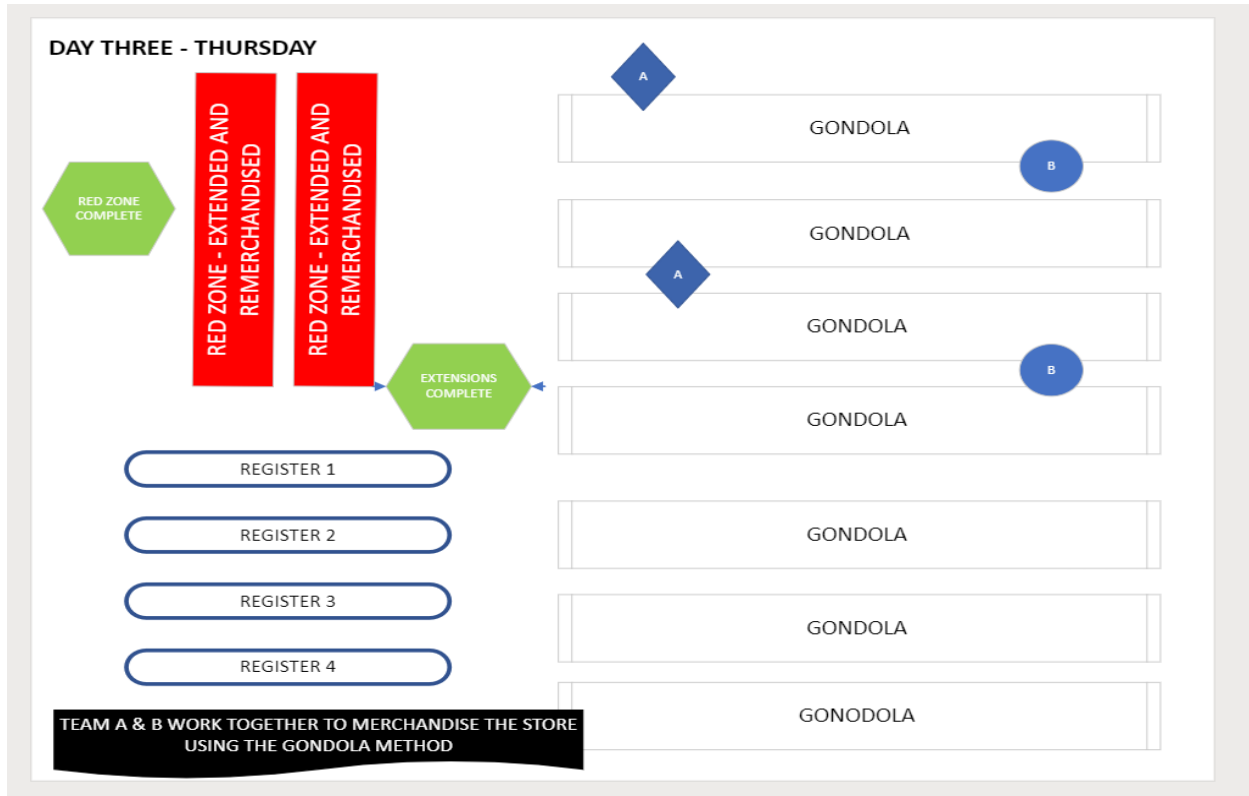 DAY THREE - THURSDAY
RED ZONE
COMPLETE
RED ZONE - EXTENDED AND
REMERCHANDISED
RED ZONE - EXTENDED AND
REMERCHANDISED
EXTENSIONS
COMPLETE
REGISTER 1
REGISTER 2
REGISTER 3
REGISTER 4
TEAM A & B WORK TOGETHER TO MERCHANDISE THE STORE
USING THE GONDOLA METHOD
A
GONDOLA
B
GONDOLA
A
GONDOLA
B
GONDOLA
GONDOLA
GONDOLA
GONODOLA